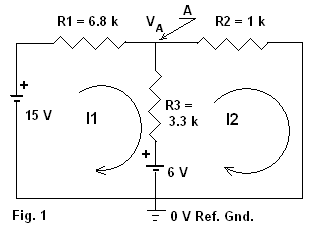 R1 = 6.8 k
VA
A
R2 = 1 k
+
15 V
I1
R3 =
3.3 k
I2
+
6 V
Fig. 1
0 V Ref. Gnd.